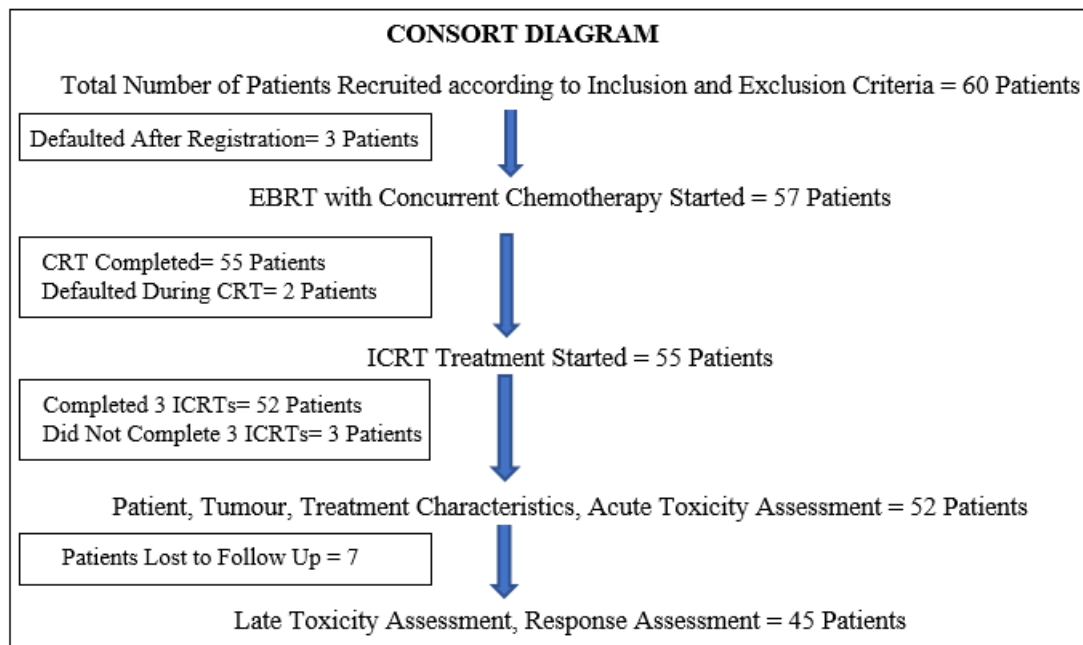 CONSORT DIAGRAM
Total Number of Patients Recruited according to Inclusion and Exclusion Criteria = 60 Patients
Defaulted After Registration= 3 Patients
EBRT with Concurrent Chemotherapy Started = 57 Patients
CRT Completed= 55 Patients
Defaulted During CRT= 2 Patients
ICRT Treatment Started = 55 Patients
Completed 3 ICRTs= 52 Patients
Did Not Complete 3 ICRTs= 3 Patients
Patient, Tumour, Treatment Characteristics, Acute Toxicity Assessment = 52 Patients
Patients Lost to Follow Up = 7
Late Toxicity Assessment, Response Assessment = 45 Patients